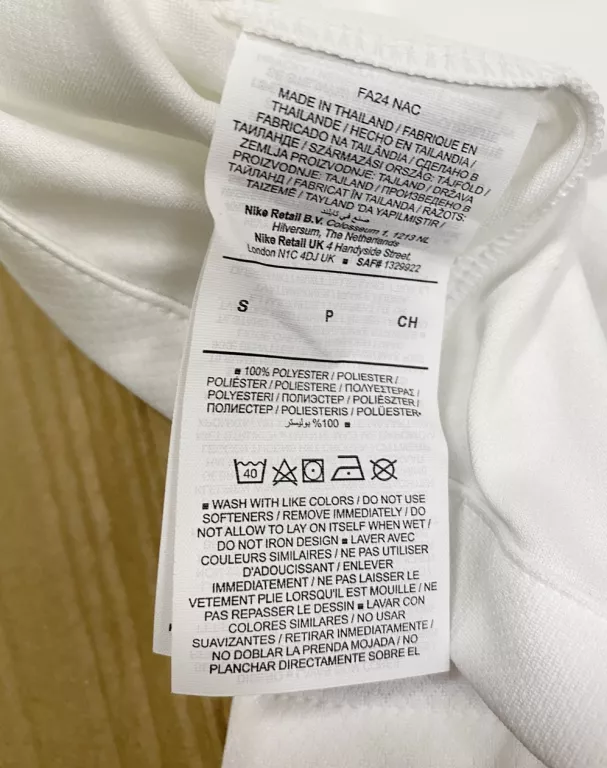 FA24 NAC
MADE IN THAILAND / FABRIQUE EN
THAILANDE / HECHO EN TAILANDIA /
FABRICADO NA TAILÂNDIA / СДЕЛАНО В
ТАИЛАНДЕ / SZÁRMAZÁSI ORSZÁG: TAJFÖLD /
ZEMLJA PROIZVODNJE: TAJLAND / DRŽAVA
PROIZVODNJE: TAJLAND / ПРОИЗВЕДЕНО В
ТАЙЛАНД / FABRICAT ÎN TAILANDA / RAZOTS:
TAIZEMĒ / TAYLAND 'DA YAPILMIŞTIR /
صنع في تايلند
Nike Retail B.V. Colosseum 1, 1213 NL
Hilversum, The Netherlands
Nike Retail UK 4 Handyside Street,
London N1C 4DJ UK ■ SAF# 1329922
S P CH
■ 100% POLYESTER / POLIESTER /
POLIÉSTER / POLIESTERE / ΠΟΛΥΕΣΤΕΡΑΣ /
POLYESTERI / ПОЛИЭСТЕР / POLIÉSZTER /
ПОЛИЕСТЕР / POLIESTERIS / POLÜESTER
%100 بوليستر ■
40
■ WASH WITH LIKE COLORS / DO NOT USE
SOFTENERS / REMOVE IMMEDIATELY / DO
NOT ALLOW TO LAY ON ITSELF WHEN WET /
DO NOT IRON DESIGN ■ LAVER AVEC
COULEURS SIMILAIRES / NE PAS UTILISER
D'ADOUCISSANT / ENLEVER
IMMEDIATEMENT / NE PAS LAISSER LE
VETEMENT PLIE LORSQU'IL EST MOUILLE / NE
PAS REPASSER LE DESSIN ■ LAVAR CON
COLORES SIMILARES / NO USAR
SUAVIZANTES / RETIRAR INMEDIATAMENTE /
NO DOBLAR LA PRENDA MOJADA / NO
PLANCHAR DIRECTAMENTE SOBRE EL